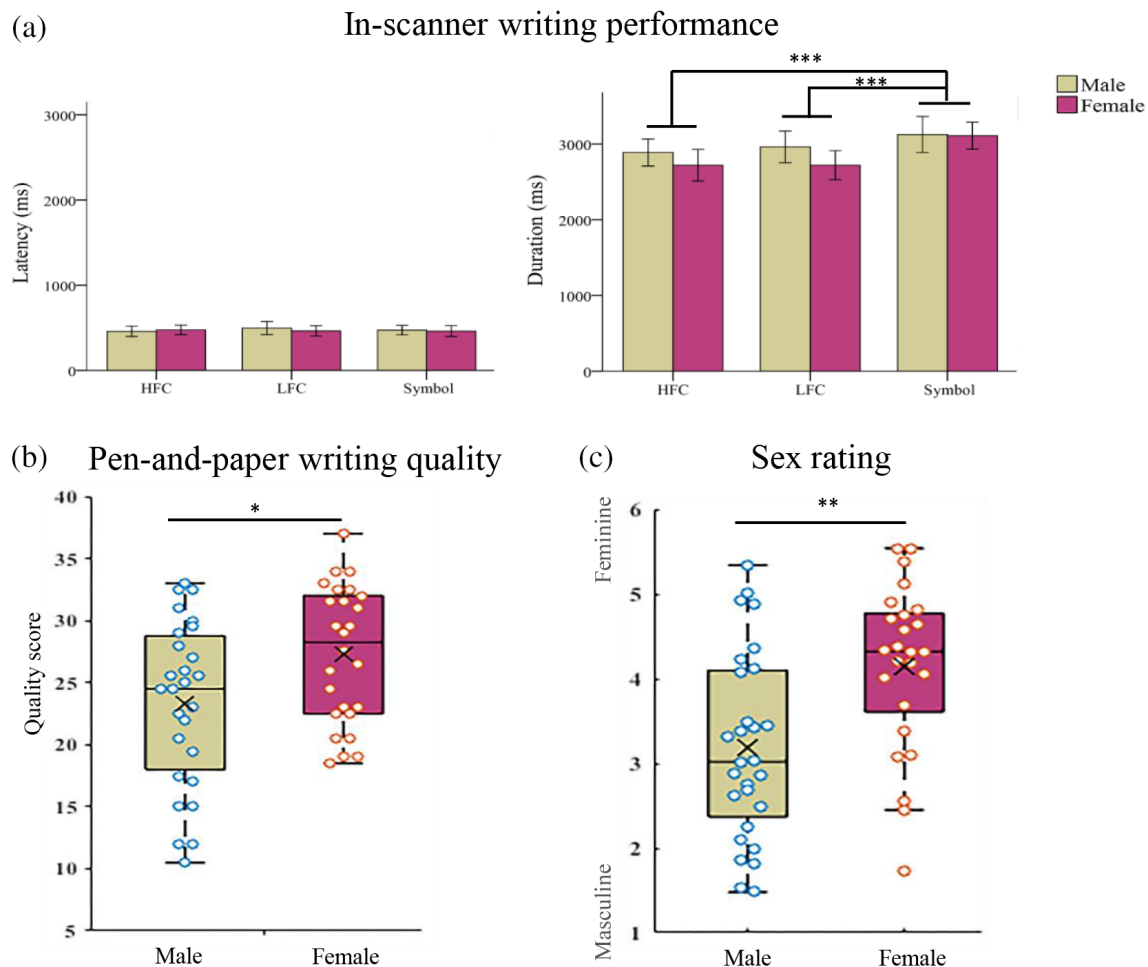 (a)
In-scanner writing performance
Latency (ms)
3000
2000
1000
0
HFC
LFC
Symbol
Duration (ms)
3000
2000
1000
0
***
***
HFC
LFC
Symbol
Male
Female
(b)
Pen-and-paper writing quality
Quality score
40
35
30
25
20
15
10
5
*
Male
Female
(c)
Sex rating
Feminine
Masculine
6
5
4
3
2
1
**
Male
Female